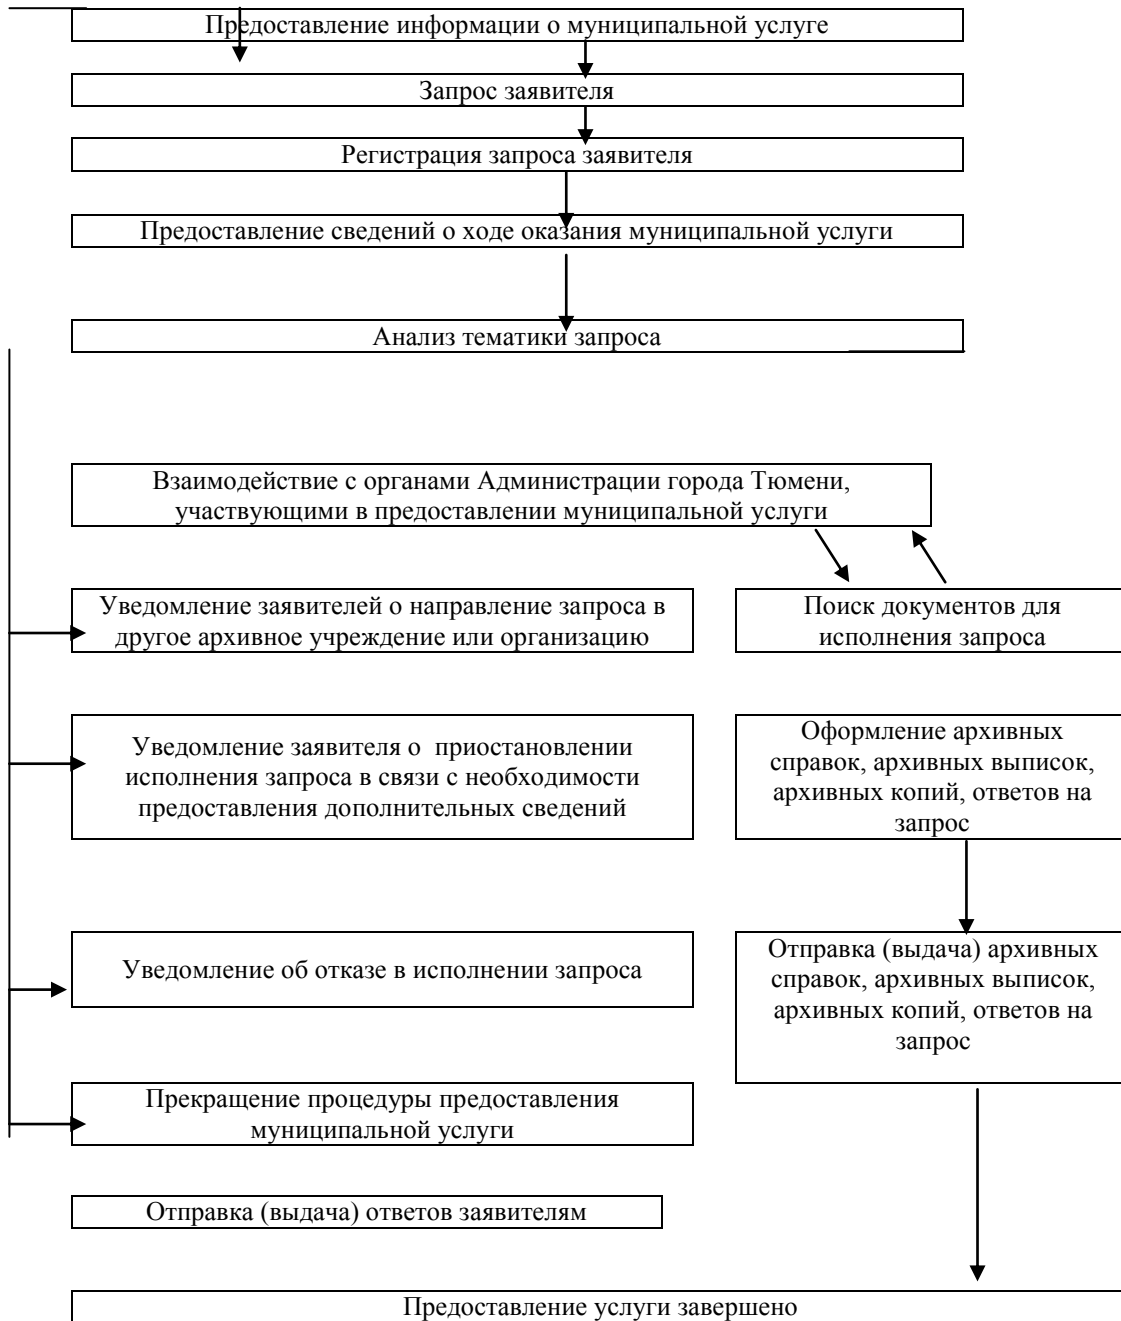 Предоставление информации о муниципальной услуге
Запрос заявителя
Регистрация запроса заявителя
Предоставление сведений о ходе оказания муниципальной услуги
Анализ тематики запроса
Взаимодействие с органами Администрации города Тюмени,
участвующими в предоставлении муниципальной услуги
Уведомление заявителей о направление запроса в
другое архивное учреждение или организацию
Поиск документов для
исполнения запроса
Уведомление заявителя о приостановлении
исполнения запроса в связи с необходимости
предоставления дополнительных сведений
Оформление архивных
справок, архивных выписок,
архивных копий, ответов на
запрос
Уведомление об отказе в исполнении запроса
Отправка (выдача) архивных
справок, архивных выписок,
архивных копий, ответов на
запрос
Прекращение процедуры предоставления
муниципальной услуги
Отправка (выдача) ответов заявителям
Предоставление услуги завершено